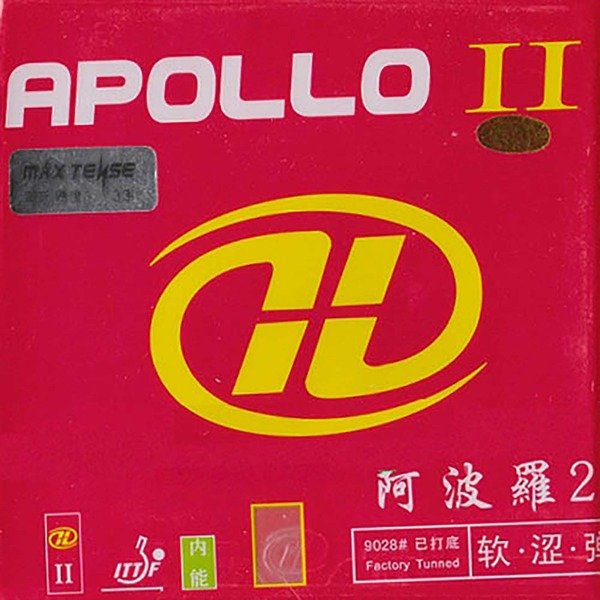 APOLLO II
MAX TENSE
阿波羅2
II
ITTF
内能
9028# 已打底
Factory Tunned
软·涩·弹